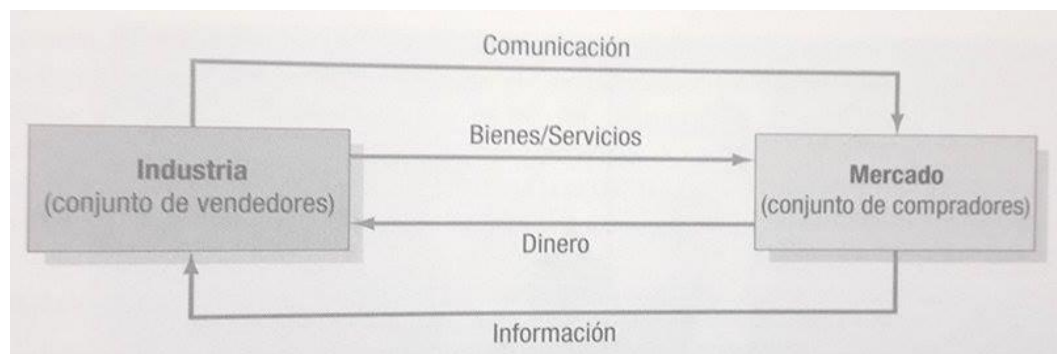 Comunicación
Bienes/Servicios
Industria
(conjunto de vendedores)
Mercado
(conjunto de compradores)
Dinero
Información